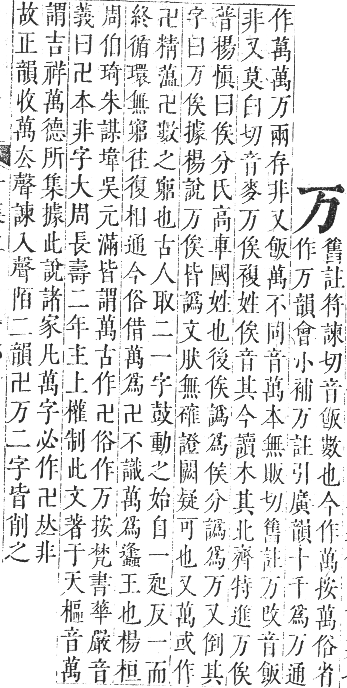 万
舊註符諫切音飯數也今作萬按萬俗省
作万韻會小補万註引廣韻十千爲万通
作萬萬万兩存非又飯萬不同音萬本無販切舊註万攺音飯
非又莫白切音麥万俟複姓俟音其今讀木其北齊特進万俟
普楊愼曰俟分氏高車國姓也後俟譌爲侯分譌爲万又倒其
字曰万俟據楊說万俟皆譌文肰無確證闕疑可也又萬或作
卍精薀卍數之窮也古人取二一字鼓動之始自一起反一而
終循環無窮往復相通今俗借萬爲卍不識萬爲蠭王也楊桓
周伯琦朱謀㙔吳元滿皆謂萬古作卍俗作万按梵書華嚴音
義曰卍本非字大周長壽二年主上權制此文著于天樞音萬
謂吉祥萬德所集據此說諸家凡萬字必作卍𠀤非
故正韻收萬厺聲諫入聲陌二韻卍万二字皆削之